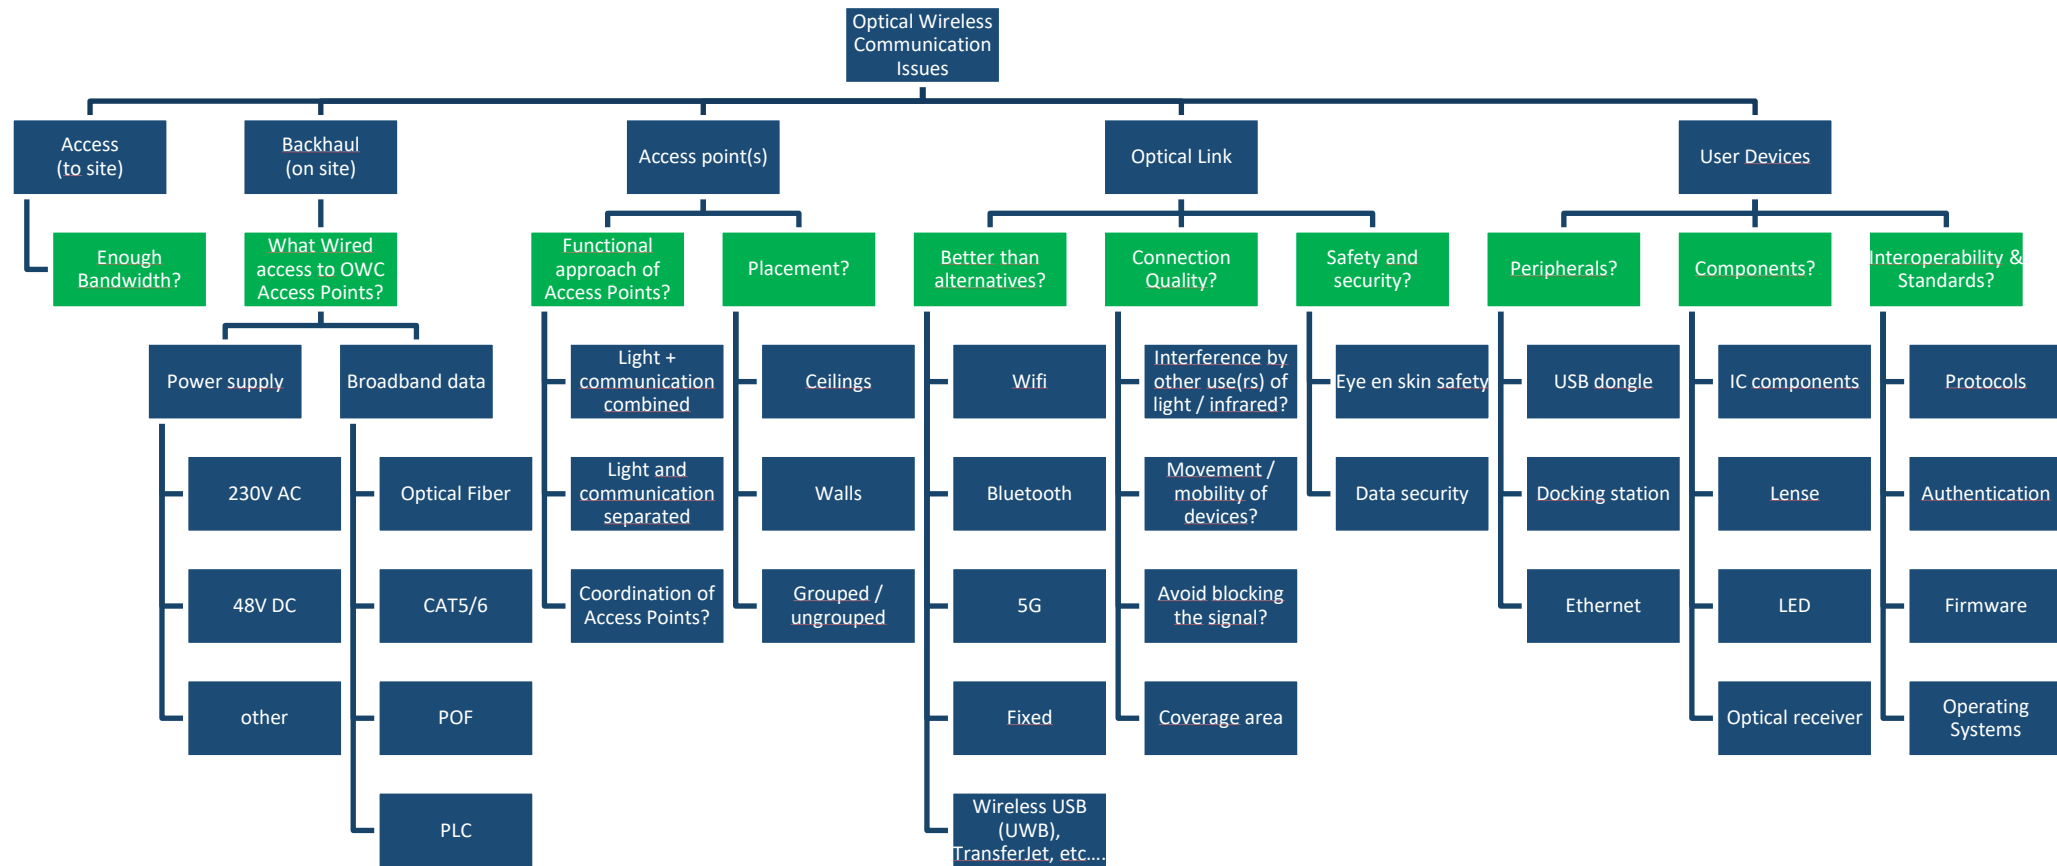 Optical Wireless
Communication
Issues
Access
(to site)
Backhaul
(on site)
Access point(s)
Optical Link
User Devices
Enough
Bandwidth?
What Wired
access to OWC
Access Points?
Functional
approach of
Access Points?
Placement?
Better than
alternatives?
Connection
Quality?
Safety and
security?
Peripherals?
Components?
Interoperability &
Standards?
Power supply
Broadband data
Light +
communication
combined
Ceilings
Wifi
Interference by
other use(rs) of
light / infrared?
Eye en skin safety
USB dongle
IC components
Protocols
230V AC
Optical Fiber
Light and
communication
separated
Walls
Bluetooth
Movement /
mobility of
devices?
Data security
Docking station
Lense
Authentication
48V DC
CAT5/6
Coordination of
Access Points?
Grouped /
ungrouped
5G
Avoid blocking
the signal?
Ethernet
LED
Firmware
other
POF
Fixed
Coverage area
Optical receiver
Operating
Systems
PLC
Wireless USB
(UWB),
TransferJet, etc....